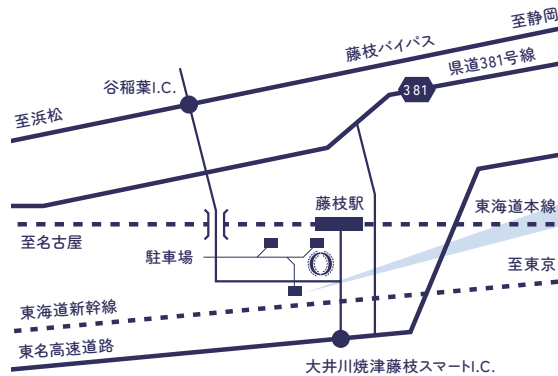 至静岡
藤枝バイパス
県道381号線
谷稲葉I.C.
381
至浜松
藤枝駅
東海道本線
至名古屋
駐車場
至東京
東海道新幹線
東名高速道路
大井川焼津藤枝スマートI.C.